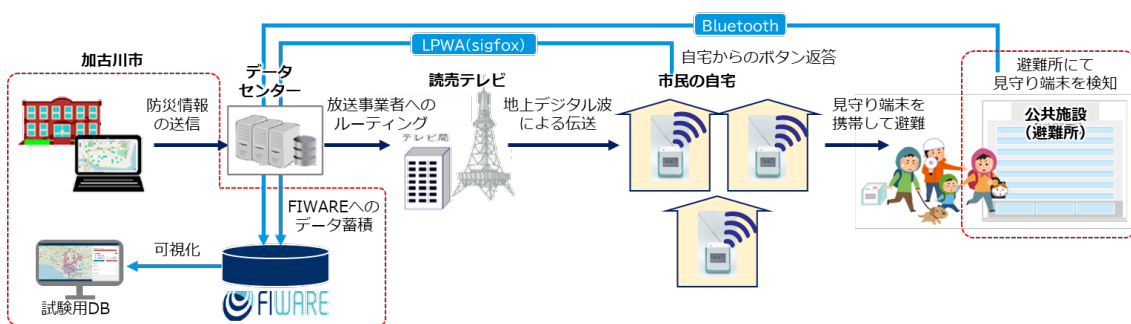 Bluetooth
LPWA(sigfox)
加古川市
防災情報
の送信
データ
センター
放送事業者への
ルーティング
読売テレビ
テレビ局
地上デジタル波
による伝送
自宅からのボタン返答
市民の自宅
見守り端末を
携帯して避難
避難所にて
見守り端末を検知
公共施設
(避難所)
FIWAREへの
データ蓄積
可視化
試験用DB
FIWARE